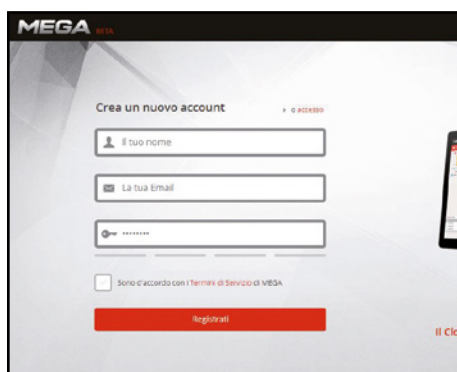 MEGA BETA
Crea un nuovo account
o accesso
Il tuo nome
La tua Email
••••••••
Sono d'accordo con i Termini di Servizio di MEGA
Registrati
Il Clo